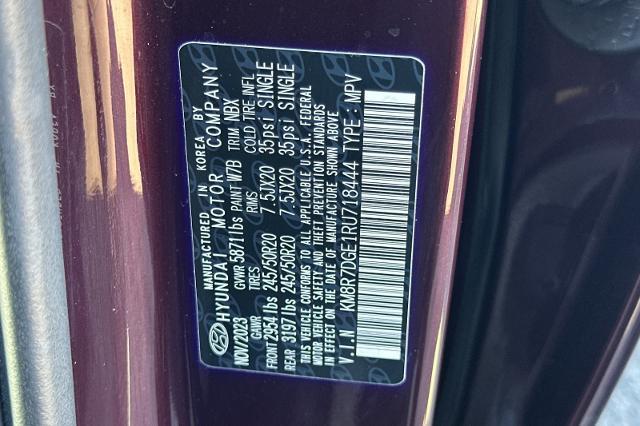 MANUFACTURED IN KOREA BY
HYUNDAI MOTOR COMPANY
NOV/2023 GVWR 5871 lbs PAINT W7B TRIM NBX
GAWR TIRES RIMS COLD TIRE INFL
FRONT 2954 lbs 245/50R20 7.5JX20 35psi SINGLE
REAR 3197 lbs 245/50R20 7.5JX20 35psi SINGLE
THIS VEHICLE CONFORMS TO ALL APPLICABLE U.S.A. FEDERAL
MOTOR VEHICLE SAFETY AND THEFT PREVENTION STANDARDS
IN EFFECT ON THE DATE OF MANUFACTURE SHOWN ABOVE
V.I.N KM8R7DGE1RU718444 TYPE : MPV